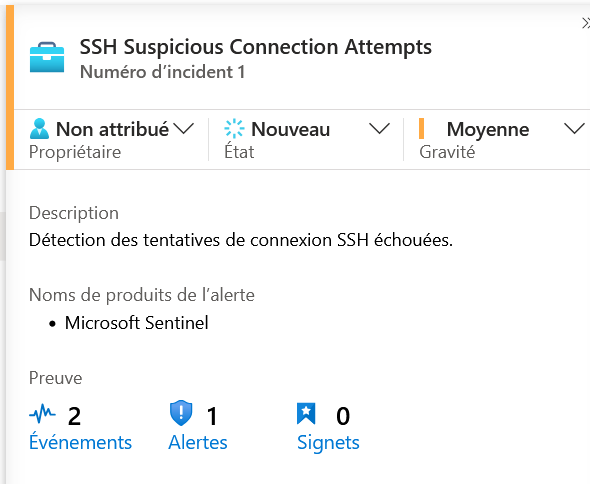 SSH Suspicious Connection Attempts
Numéro d’incident 1
Non attribué Nouveau Moyenne
Propriétaire État Gravité
Description
Détection des tentatives de connexion SSH échouées.
Noms de produits de l’alerte
• Microsoft Sentinel
Preuve
2 1 0
Événements Alertes Signets